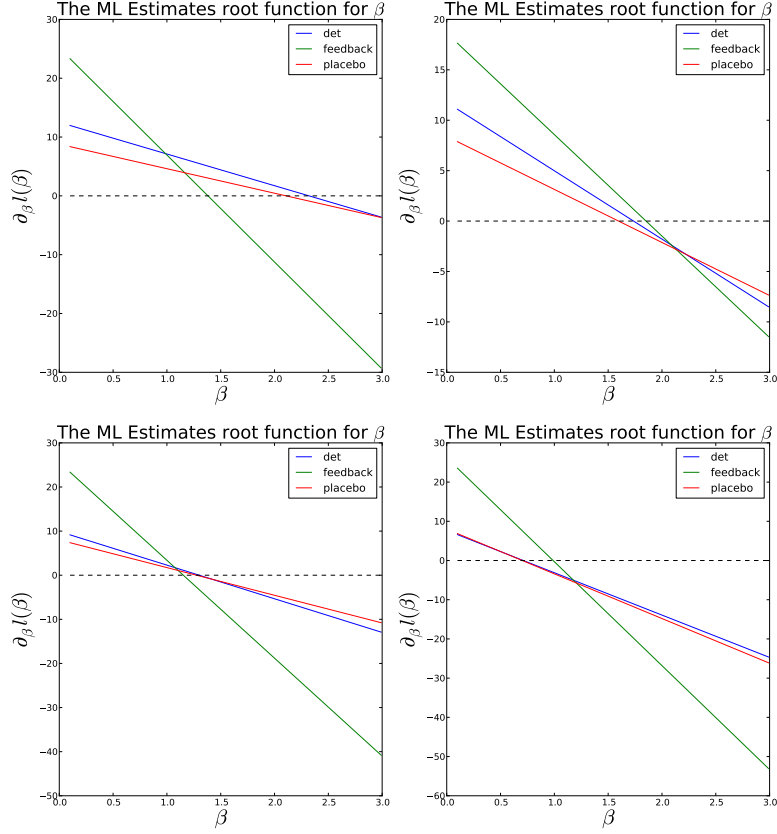 The ML Estimates root function for β
30
20
10
0
−10
−20
−30
0.0 0.5 1.0 1.5 2.0 2.5 3.0
β
∂β l(β)
det
feedback
placebo
The ML Estimates root function for β
20
15
10
5
0
−5
−10
−15
0.0 0.5 1.0 1.5 2.0 2.5 3.0
β
∂β l(β)
det
feedback
placebo
The ML Estimates root function for β
30
20
10
0
−10
−20
−30
−40
−50
0.0 0.5 1.0 1.5 2.0 2.5 3.0
β
∂β l(β)
det
feedback
placebo
The ML Estimates root function for β
30
20
10
0
−10
−20
−30
−40
−50
−60
0.0 0.5 1.0 1.5 2.0 2.5 3.0
β
∂β l(β)
det
feedback
placebo